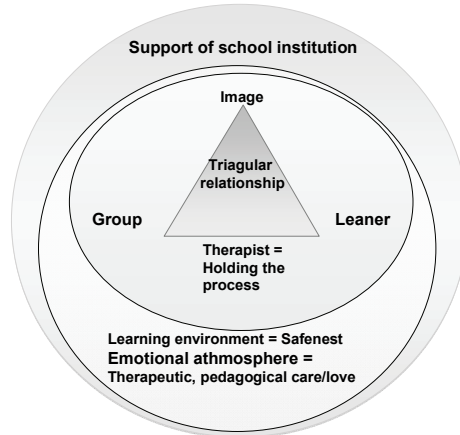 Support of school institution
Image
Triagular
relationship
Group
Leaner
Therapist =
Holding the
process
Learning environment = Safenest
Emotional athmosphere =
Therapeutic, pedagogical care/love